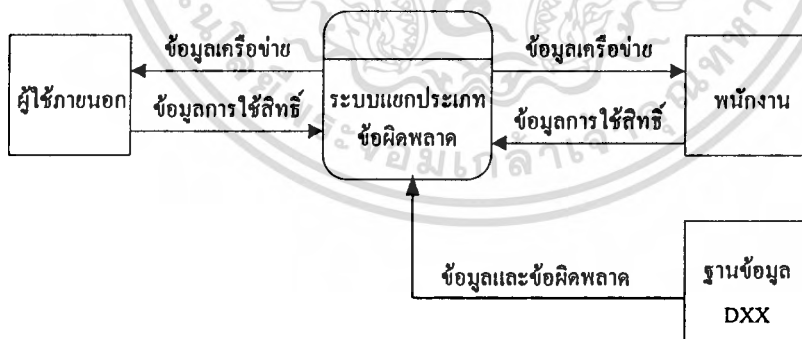 ข้อมูลเครือข่าย
ข้อมูลเครือข่าย
ผู้ใช้ภายนอก
ระบบแยกประเภท
ข้อผิดพลาด
พนักงาน
ข้อมูลการใช้สิทธิ์
ข้อมูลการใช้สิทธิ์
ข้อมูลและข้อผิดพลาด
ฐานข้อมูล
DXX